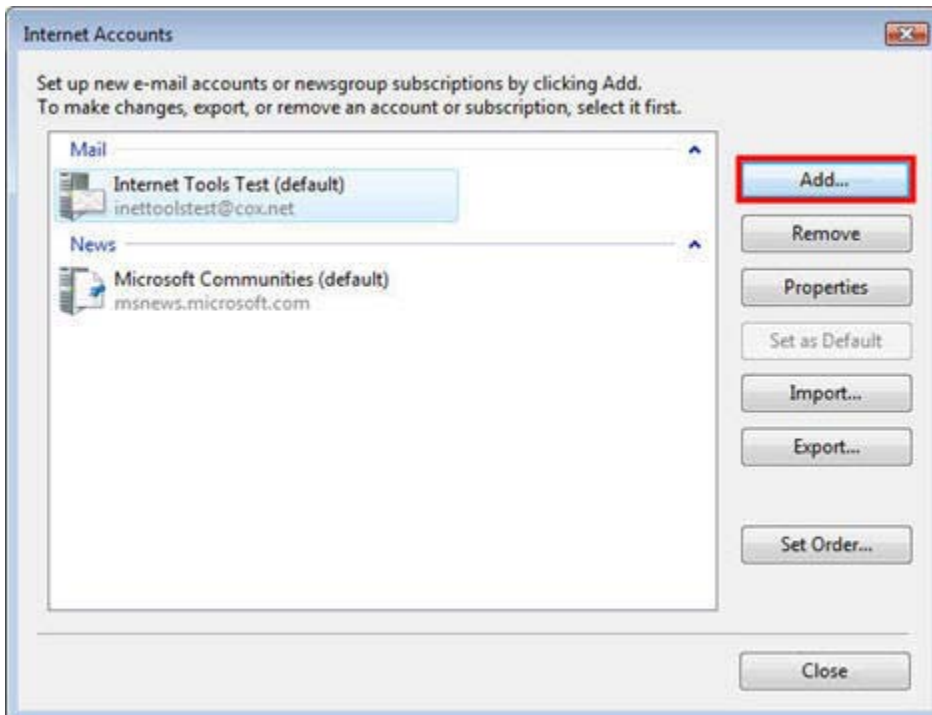 Internet Accounts
Set up new e-mail accounts or newsgroup subscriptions by clicking Add.
To make changes, export, or remove an account or subscription, select it first.
Mail
Internet Tools Test (default)
inettoolstest@cox.net
News
Microsoft Communities (default)
msnews.microsoft.com
Add...
Remove
Properties
Set as Default
Import...
Export...
Set Order...
Close